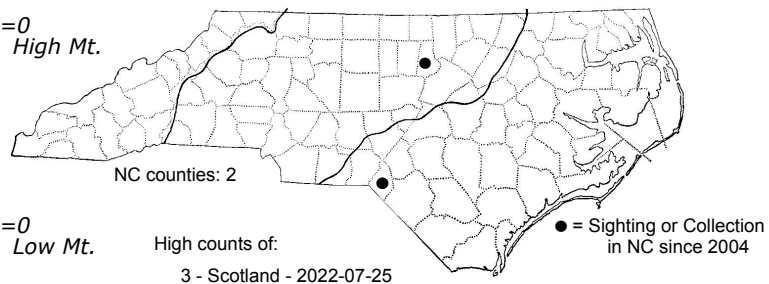 =0
High Mt.
NC counties: 2
=0
Low Mt.
High counts of:
3 - Scotland - 2022-07-25
● = Sighting or Collection
in NC since 2004